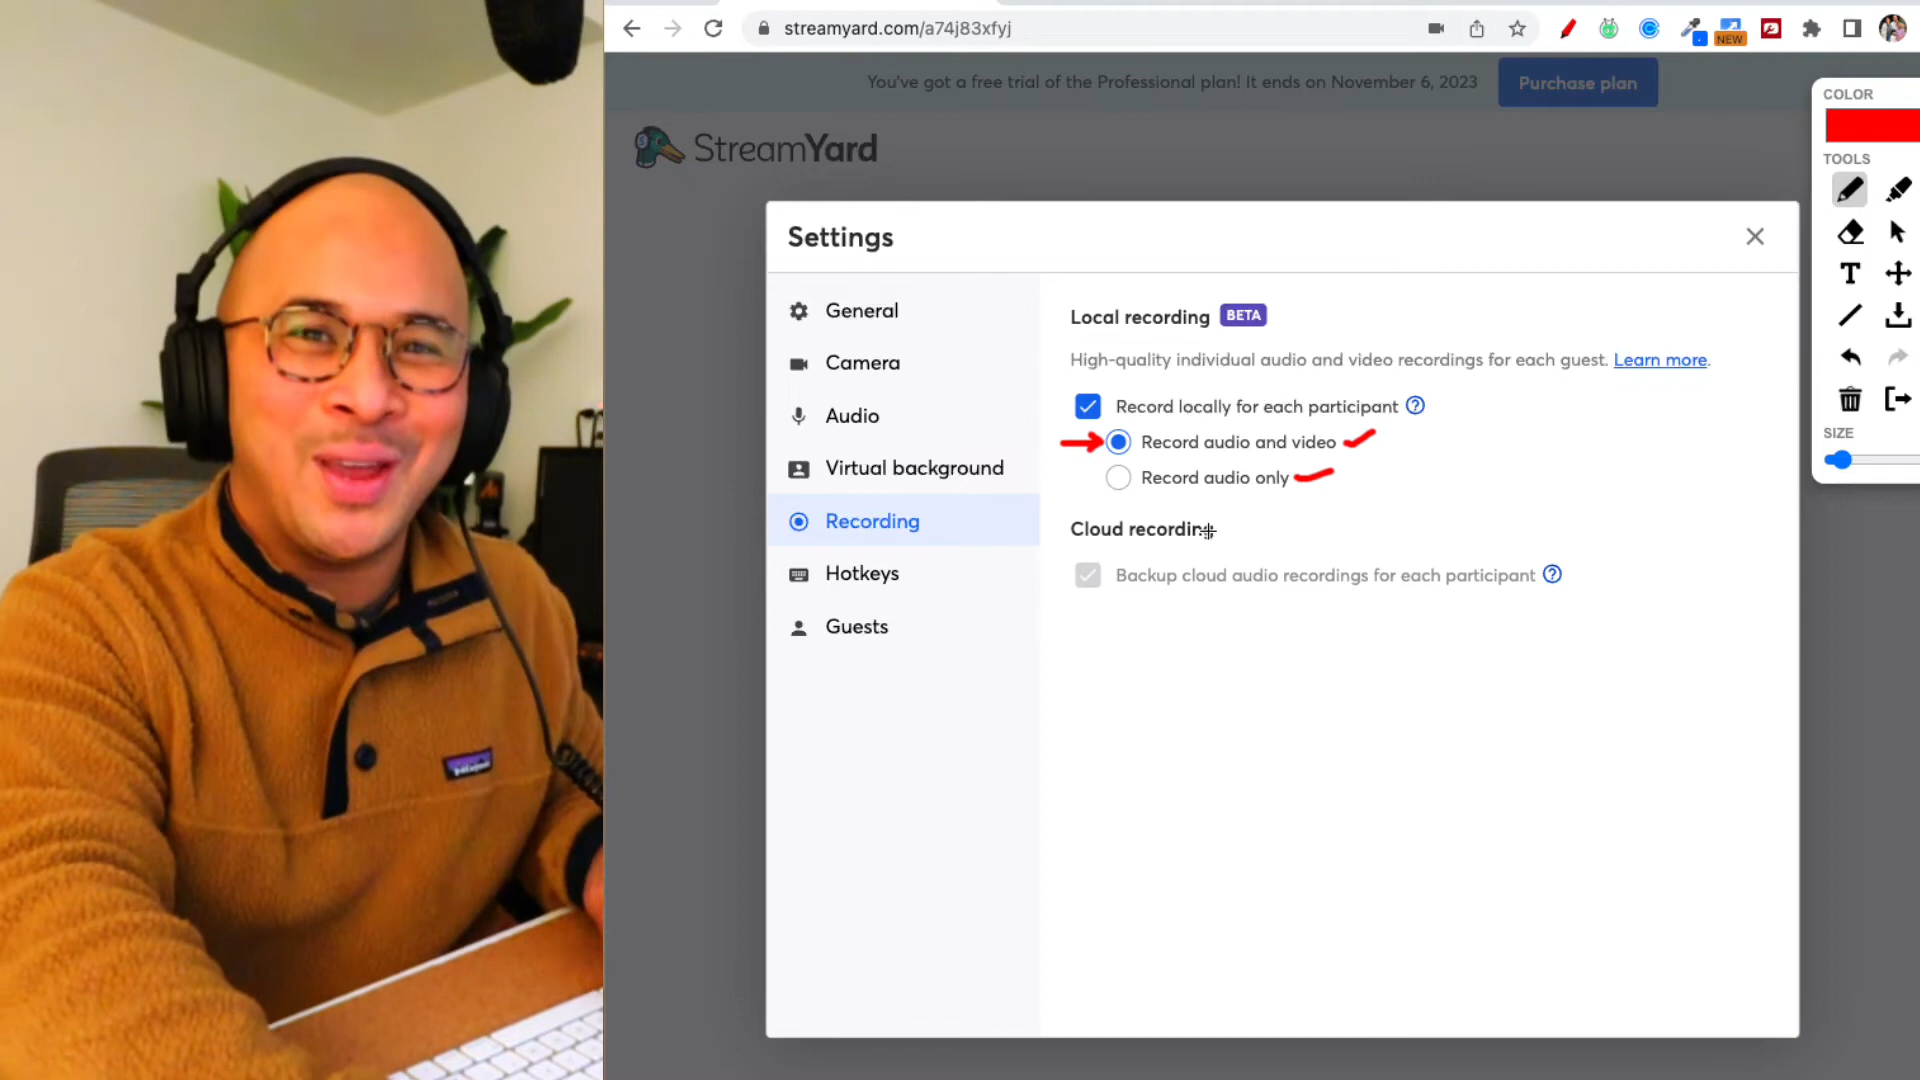 streamyard.com/a74j83xfyj
NEW
You've got a free trial of the Professional plan! It ends on November 6, 2023
Purchase plan
StreamYard
COLOR
TOOLS
SIZE
Settings
General
Camera
Audio
Virtual background
Recording
Hotkeys
Guests
Local recording BETA
High-quality individual audio and video recordings for each guest. Learn more.
Record locally for each participant
Record audio and video
Record audio only
Cloud recording
Backup cloud audio recordings for each participant